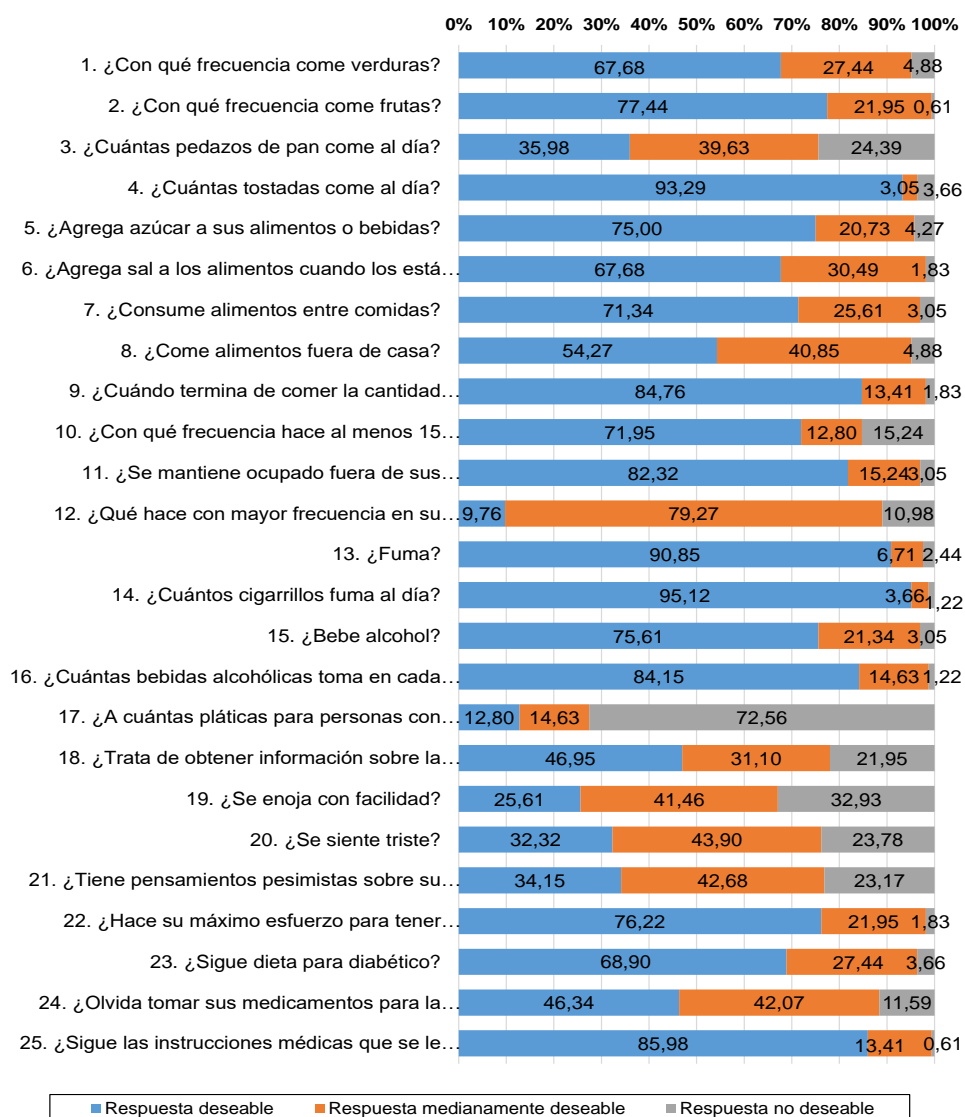 0% 10% 20% 30% 40% 50% 60% 70% 80% 90% 100%
1. ¿Con qué frecuencia come verduras? 67,68 27,44 4,88
2. ¿Con qué frecuencia come frutas? 77,44 21,95 0,61
3. ¿Cuántas pedazos de pan come al día? 35,98 39,63 24,39
4. ¿Cuántas tostadas come al día? 93,29 3,05 3,66
5. ¿Agrega azúcar a sus alimentos o bebidas? 75,00 20,73 4,27
6. ¿Agrega sal a los alimentos cuando los está… 67,68 30,49 1,83
7. ¿Consume alimentos entre comidas? 71,34 25,61 3,05
8. ¿Come alimentos fuera de casa? 54,27 40,85 4,88
9. ¿Cuándo termina de comer la cantidad… 84,76 13,41 1,83
10. ¿Con qué frecuencia hace al menos 15… 71,95 12,80 15,24
11. ¿Se mantiene ocupado fuera de sus… 82,32 15,24 3,05
12. ¿Qué hace con mayor frecuencia en su… 9,76 79,27 10,98
13. ¿Fuma? 90,85 6,71 2,44
14. ¿Cuántos cigarrillos fuma al día? 95,12 3,66 1,22
15. ¿Bebe alcohol? 75,61 21,34 3,05
16. ¿Cuántas bebidas alcohólicas toma en cada… 84,15 14,63 1,22
17. ¿A cuántas pláticas para personas con… 12,80 14,63 72,56
18. ¿Trata de obtener información sobre la… 46,95 31,10 21,95
19. ¿Se enoja con facilidad? 25,61 41,46 32,93
20. ¿Se siente triste? 32,32 43,90 23,78
21. ¿Tiene pensamientos pesimistas sobre su… 34,15 42,68 23,17
22. ¿Hace su máximo esfuerzo para tener… 76,22 21,95 1,83
23. ¿Sigue dieta para diabético? 68,90 27,44 3,66
24. ¿Olvida tomar sus medicamentos para la… 46,34 42,07 11,59
25. ¿Sigue las instrucciones médicas que se le… 85,98 13,41 0,61
Respuesta deseable Respuesta medianamente deseable Respuesta no deseable